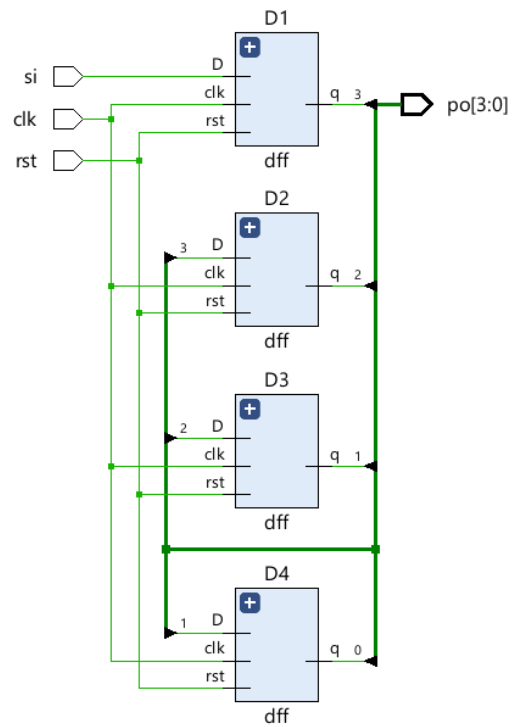 D1
si
D
clk
clk
q 3
po[3:0]
rst
rst
dff
D2
3 D
clk
q 2
rst
dff
D3
2 D
clk
q 1
rst
dff
D4
1 D
clk
q 0
rst
dff